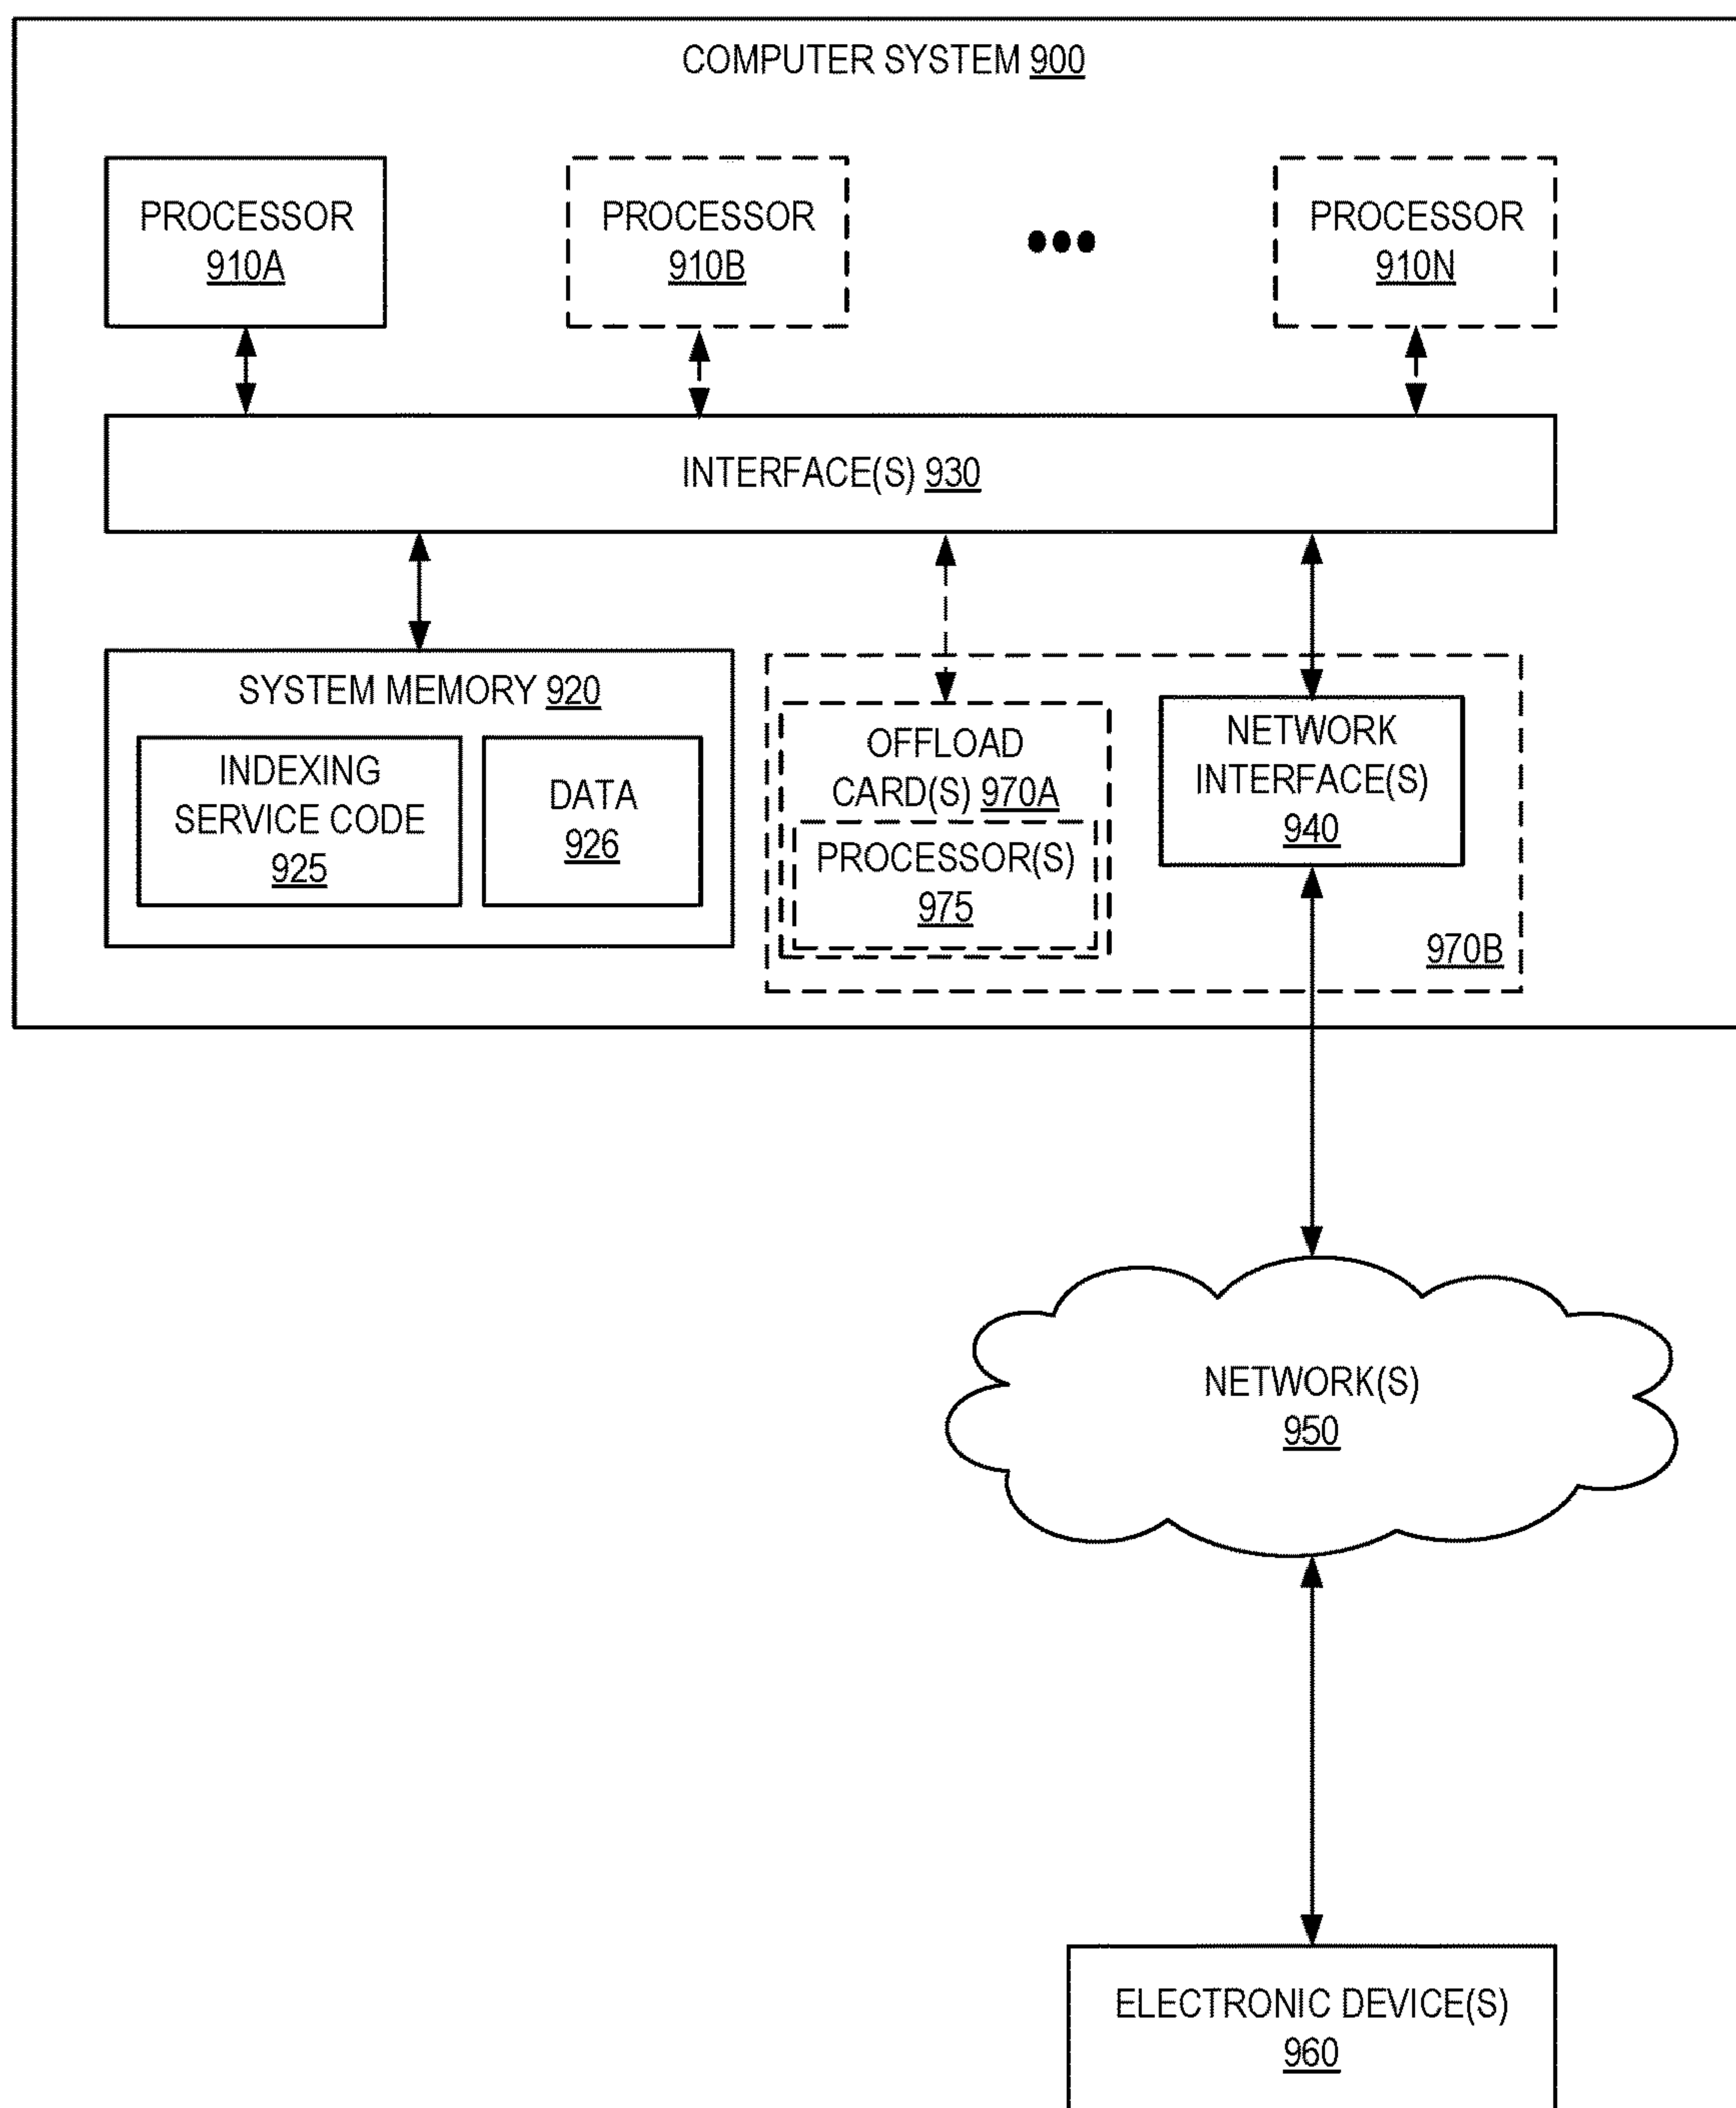 COMPUTER SYSTEM 900
PROCESSOR
910A
PROCESSOR
910B
PROCESSOR
910N
INTERFACE(S) 930
SYSTEM MEMORY 920
INDEXING
SERVICE CODE
925
DATA
926
OFFLOAD
CARD(S) 970A
PROCESSOR(S)
975
NETWORK
INTERFACE(S)
940
970B
NETWORK(S)
950
ELECTRONIC DEVICE(S)
960